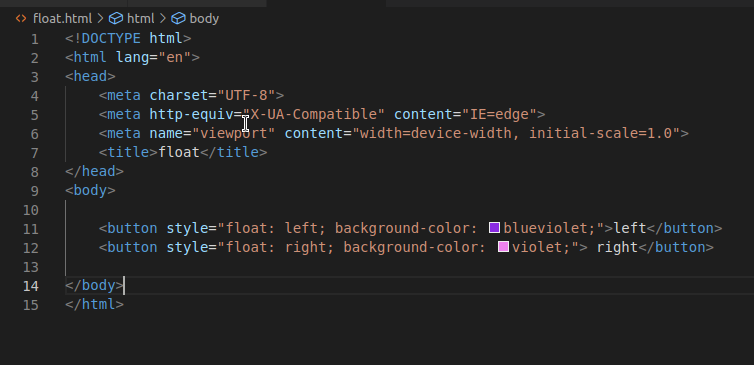 float.html > html > body
1 <!DOCTYPE html>
2 <html lang="en">
3 <head>
4     <meta charset="UTF-8">
5     <meta http-equiv="X-UA-Compatible" content="IE=edge">
6     <meta name="viewport" content="width=device-width, initial-scale=1.0">
7     <title>float</title>
8 </head>
9 <body>
10
11     <button style="float: left; background-color: blueviolet;">left</button>
12     <button style="float: right; background-color: violet;"> right</button>
13
14 </body>
15 </html>